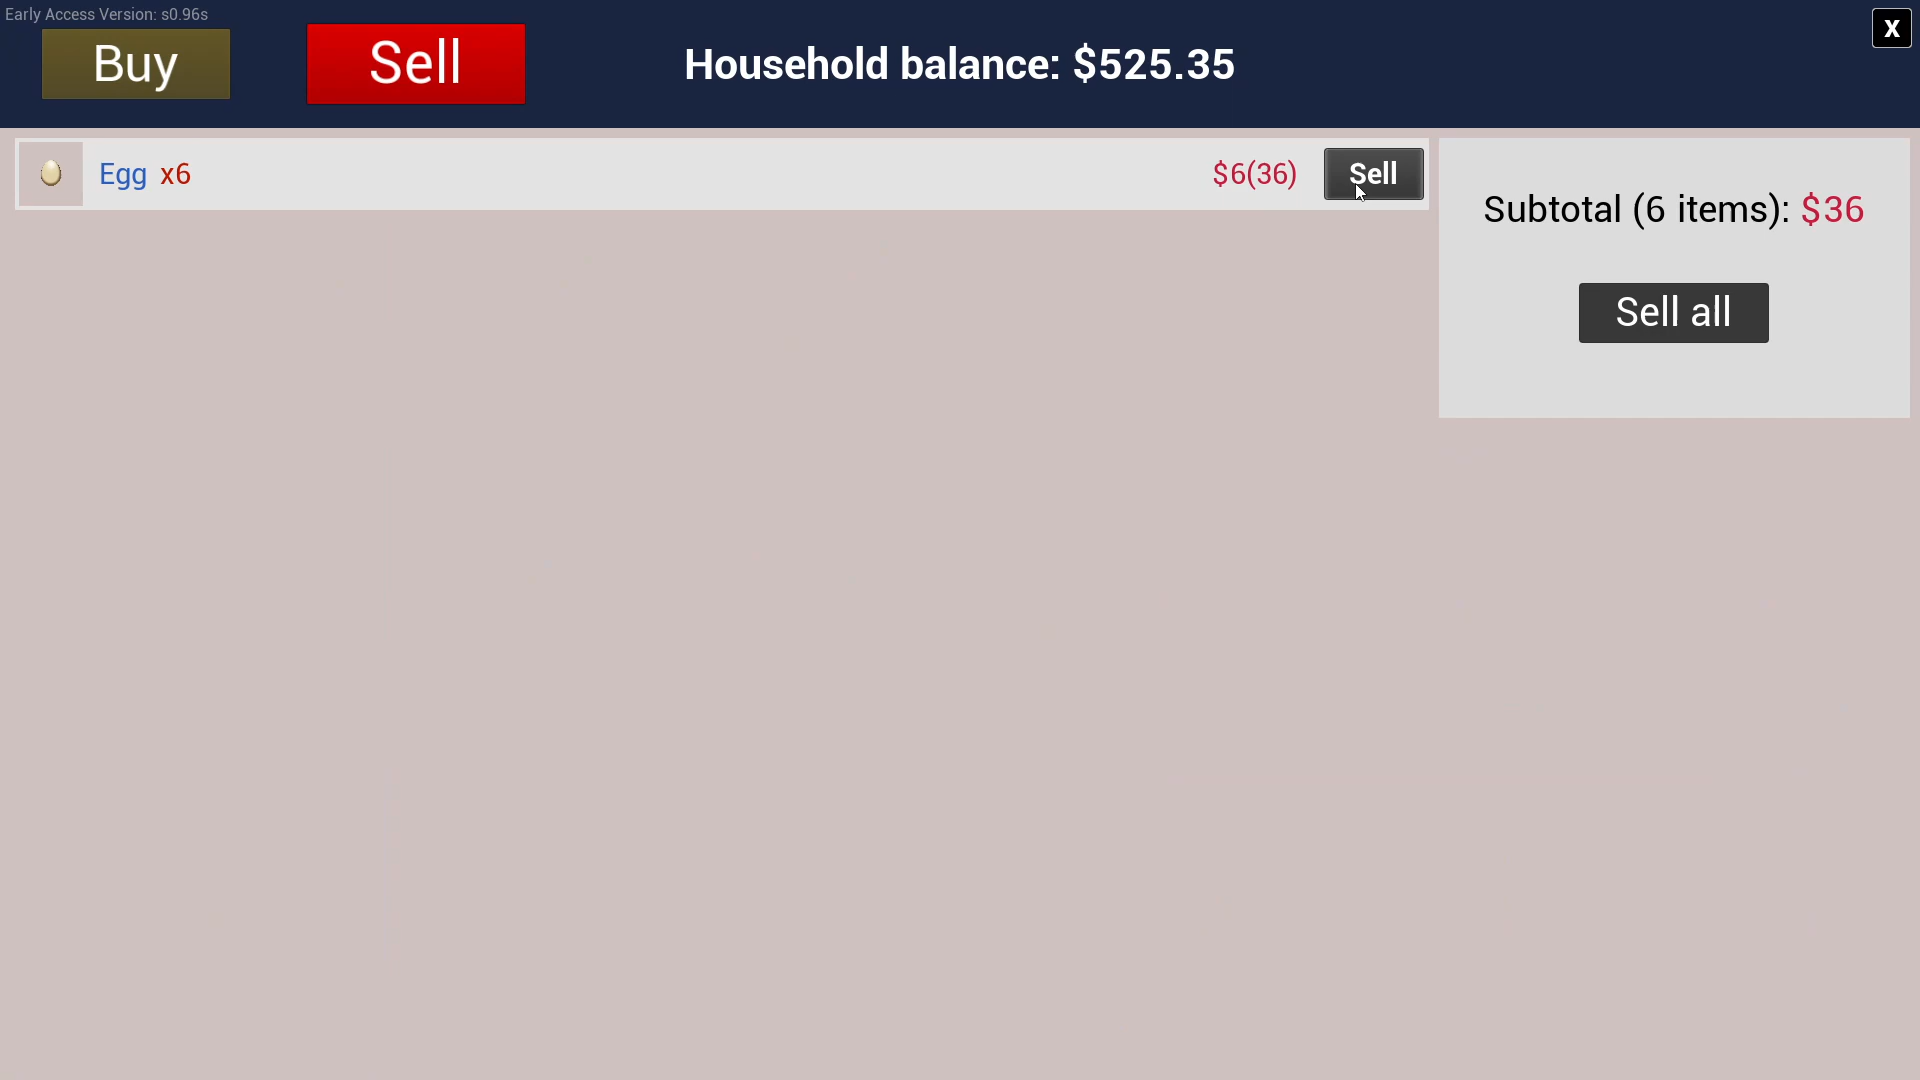 Early Access Version: s0.96s
Buy
Sell
Household balance: $525.35
X
Egg x6
$6(36)
Sell
Subtotal (6 items): $36
Sell all